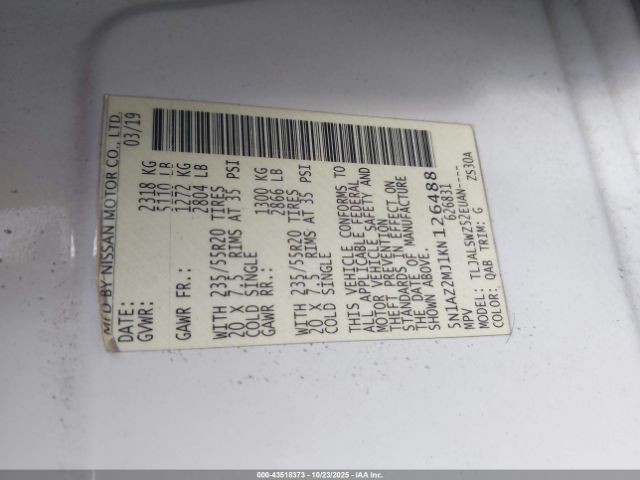 MFD BY NISSAN MOTOR CO., LTD.
DATE: 03/19
GVWR: 2318 KG
5110 LB
GAWR FR.: 1272 KG
2804 LB
WITH 235/55R20 TIRES
20 X 7.5 RIMS AT 35 PSI
COLD SINGLE
GAWR RR.: 1300 KG
2866 LB
WITH 235/55R20 TIRES
20 X 7.5 RIMS AT 35 PSI
COLD SINGLE
THIS VEHICLE CONFORMS TO
ALL APPLICABLE FEDERAL
MOTOR VEHICLE SAFETY AND
THEFT PREVENTION
STANDARDS IN EFFECT ON
THE DATE OF MANUFACTURE
SHOWN ABOVE.
5N1AZ2MJ1KN126488
MPV 626831
MODEL: TLJALSWZ52EUAN----
COLOR: QAB TRIM: G ZS30A
000-43518373 | 10/23/2025 | IAAI.com